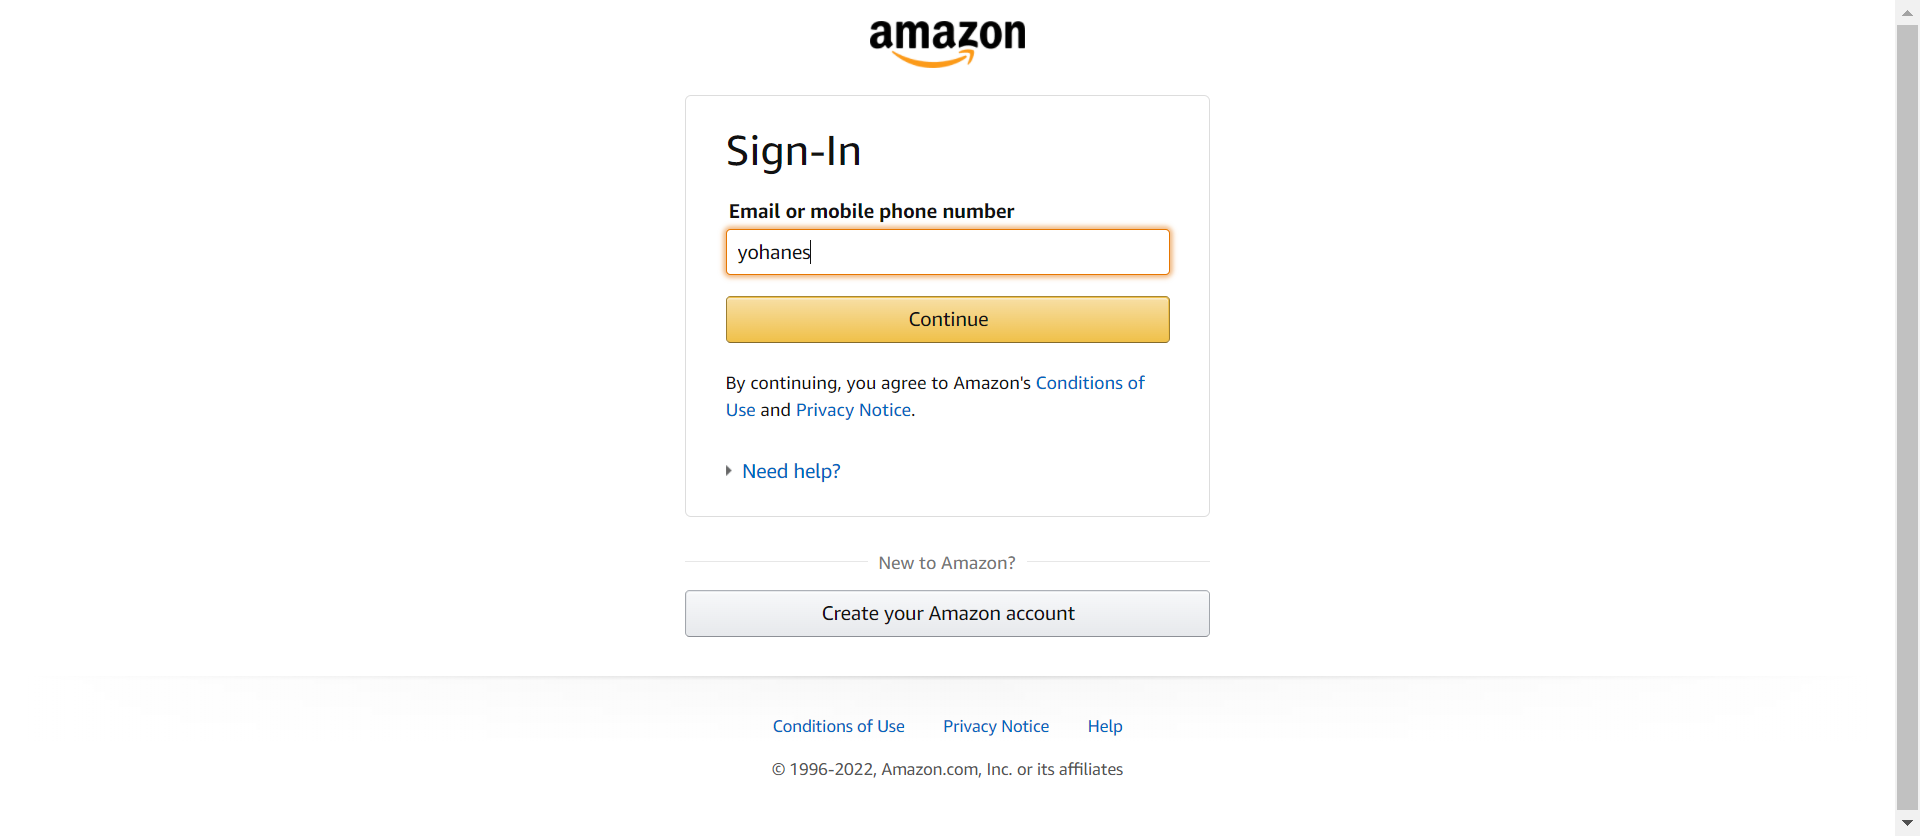 amazon
Sign-In
Email or mobile phone number
yohanes
Continue
By continuing, you agree to Amazon's Conditions of
Use and Privacy Notice.
Need help?
New to Amazon?
Create your Amazon account
Conditions of Use Privacy Notice Help
© 1996-2022, Amazon.com, Inc. or its affiliates